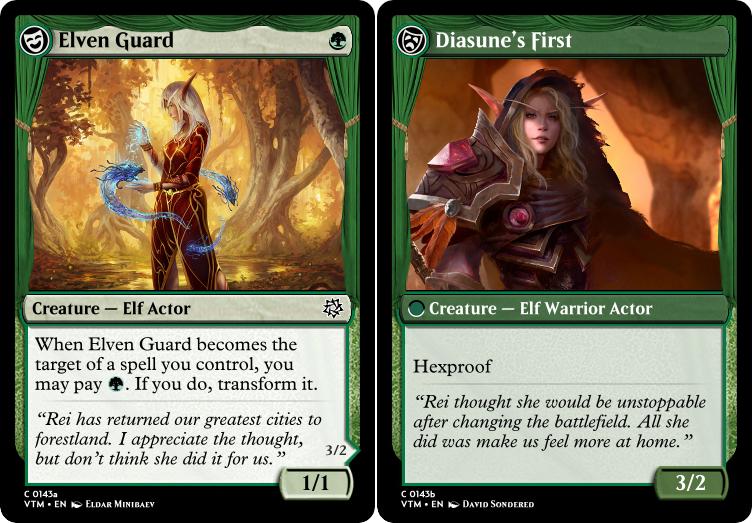 Elven Guard
Creature — Elf Actor
When Elven Guard becomes the
target of a spell you control, you
may pay . If you do, transform it.
“Rei has returned our greatest cities to
forestland. I appreciate the thought,
but don’t think she did it for us.”
3/2
1/1
C 0143a
VTM • EN Eldar Minibaev
Diasune’s First
Creature — Elf Warrior Actor
Hexproof
“Rei thought she would be unstoppable
after changing the battlefield. All she
did was make us feel more at home.”
3/2
C 0143b
VTM • EN David Sondered